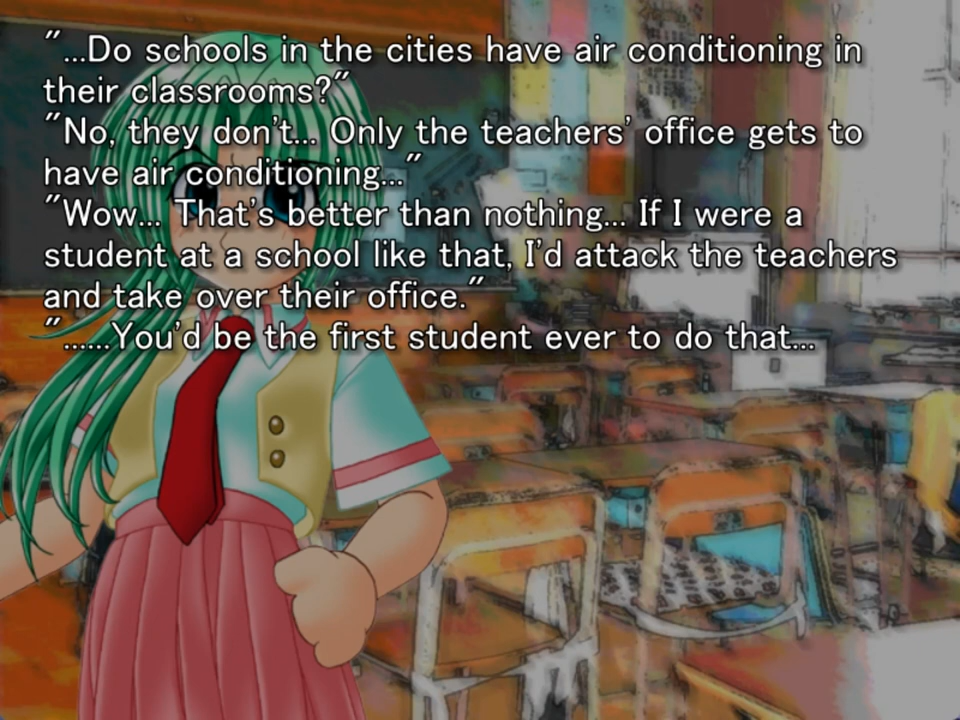 "...Do schools in the cities have air conditioning in
their classrooms?"
"No, they don't... Only the teachers' office gets to
have air conditioning..."
"Wow... That's better than nothing... If I were a
student at a school like that, I'd attack the teachers
and take over their office."
"......You'd be the first student ever to do that...